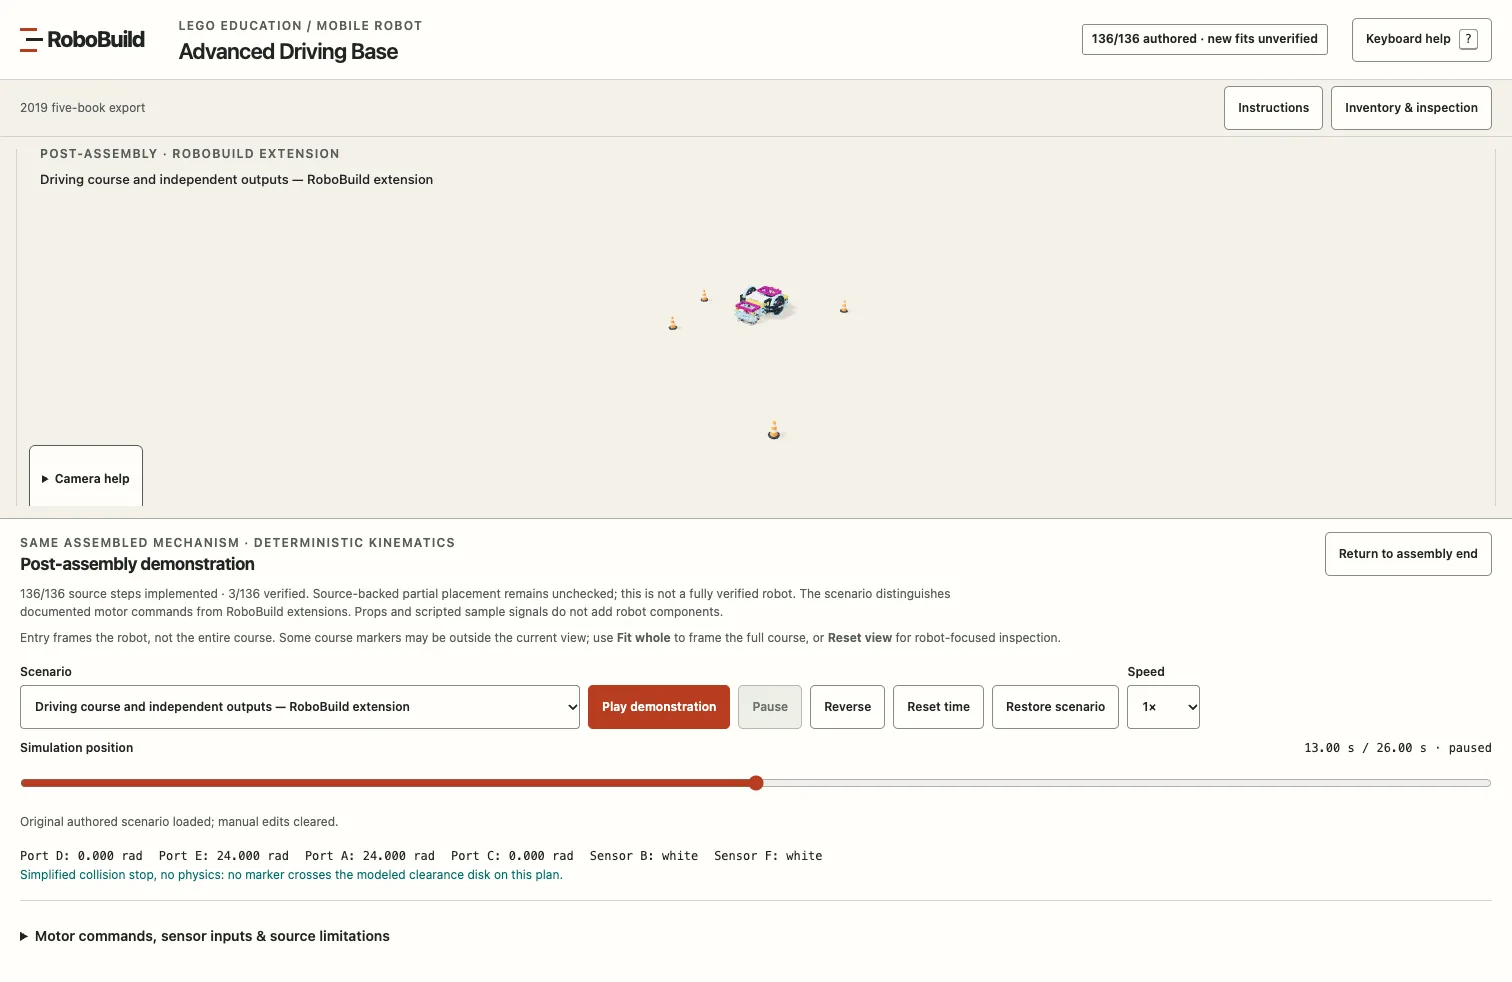 RoboBuild
LEGO EDUCATION / MOBILE ROBOT
Advanced Driving Base
136/136 authored · new fits unverified
Keyboard help ?
2019 five-book export
Instructions
Inventory & inspection
POST-ASSEMBLY · ROBOBUILD EXTENSION
Driving course and independent outputs — RoboBuild extension
Camera help
SAME ASSEMBLED MECHANISM · DETERMINISTIC KINEMATICS
Post-assembly demonstration
Return to assembly end
136/136 source steps implemented · 3/136 verified. Source-backed partial placement remains unchecked; this is not a fully verified robot. The scenario distinguishes
documented motor commands from RoboBuild extensions. Props and scripted sample signals do not add robot components.
Entry frames the robot, not the entire course. Some course markers may be outside the current view; use Fit whole to frame the full course, or Reset view for robot-focused inspection.
Scenario
Speed
Driving course and independent outputs — RoboBuild extension
Play demonstration
Pause
Reverse
Reset time
Restore scenario
1×
Simulation position
13.00 s / 26.00 s · paused
Original authored scenario loaded; manual edits cleared.
Port D: 0.000 rad Port E: 24.000 rad Port A: 24.000 rad Port C: 0.000 rad Sensor B: white Sensor F: white
Simplified collision stop, no physics: no marker crosses the modeled clearance disk on this plan.
Motor commands, sensor inputs & source limitations